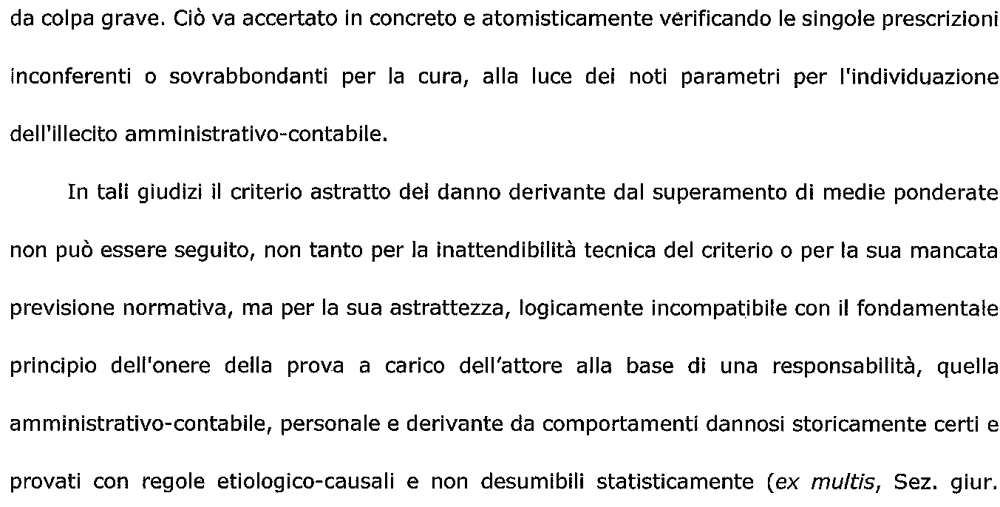 da colpa grave. Ciò va accertato in concreto e atomisticamente verificando le singole prescrizioni
inconferenti o sovrabbondanti per la cura, alla luce dei noti parametri per l'individuazione
dell'illecito amministrativo-contabile.
In tali giudizi il criterio astratto del danno derivante dal superamento di medie ponderate
non può essere seguito, non tanto per la inattendibilità tecnica del criterio o per la sua mancata
previsione normativa, ma per la sua astrattezza, logicamente incompatibile con il fondamentale
principio dell'onere della prova a carico dell'attore alla base di una responsabilità, quella
amministrativo-contabile, personale e derivante da comportamenti dannosi storicamente certi e
provati con regole etiologico-causali e non desumibili statisticamente (ex multis, Sez. giur.